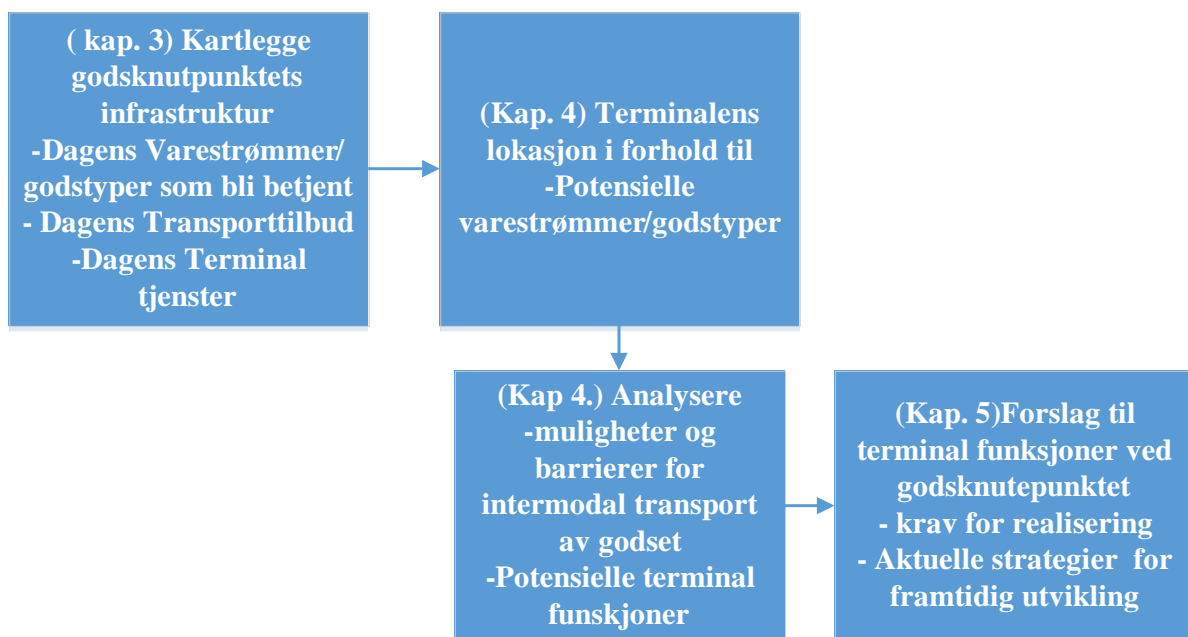 ( kap. 3) Kartlegge
godsknutpunktets
infrastruktur
-Dagens Varestrømmer/
godstyper som bli betjent
- Dagens Transporttilbud
-Dagens Terminal
tjenster
(Kap. 4) Terminalens
lokasjon i forhold til
-Potensielle
varestrømmer/godstyper
(Kap 4.) Analysere
-muligheter og
barrierer for
intermodal transport
av godset
-Potensielle terminal
funskjoner
(Kap. 5)Forslag til
terminal funksjoner ved
godsknutepunktet
- krav for realisering
- Aktuelle strategier for
framtidig utvikling